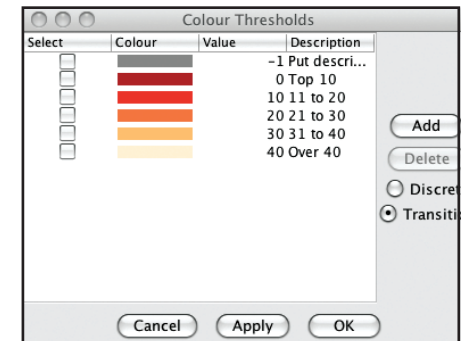 Colour Thresholds
Select Colour Value Description
-1 Put descri...
0 Top 10
10 11 to 20
20 21 to 30
30 31 to 40
40 Over 40
Add
Delete
Discret
Transiti
Cancel Apply OK